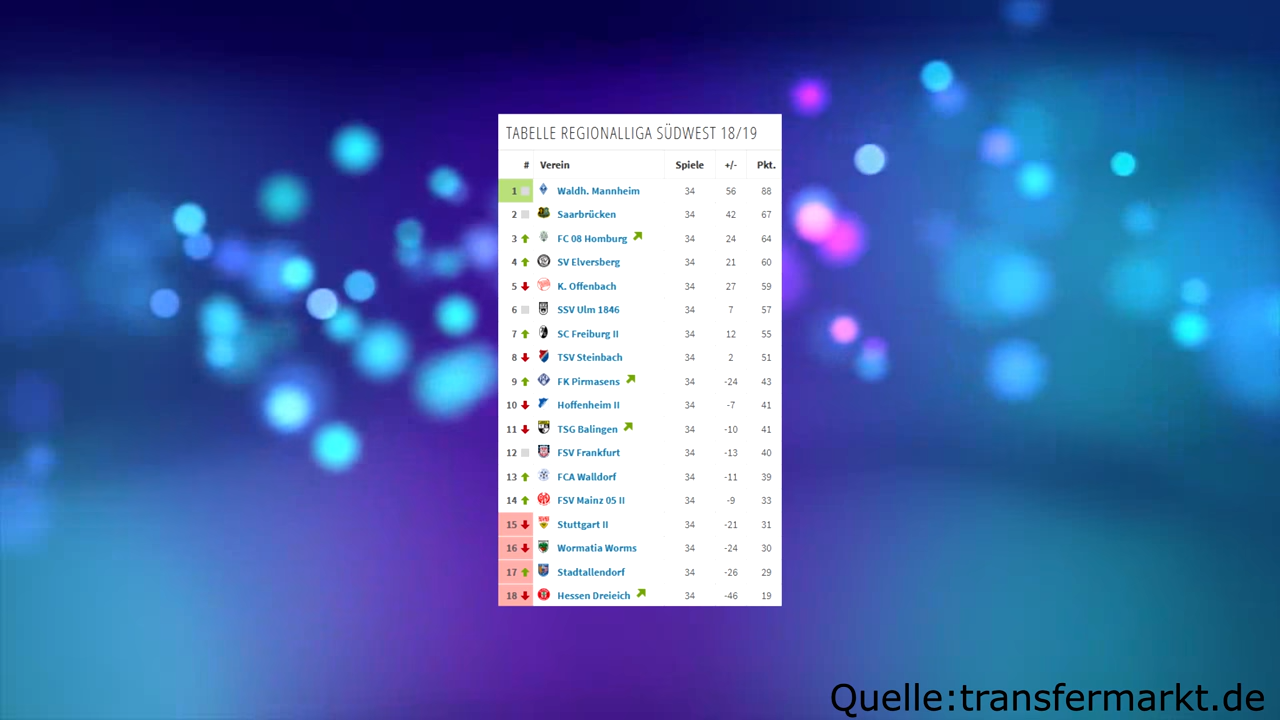 TABELLE REGIONALLIGA SÜDWEST 18/19
# Verein Spiele +/- Pkt.
1 Waldh. Mannheim 34 56 88
2 Saarbrücken 34 42 67
3 FC 08 Homburg 34 24 64
4 SV Elversberg 34 21 60
5 K. Offenbach 34 27 59
6 SSV Ulm 1846 34 7 57
7 SC Freiburg II 34 12 55
8 TSV Steinbach 34 2 51
9 FK Pirmasens 34 -24 43
10 Hoffenheim II 34 -7 41
11 TSG Balingen 34 -10 41
12 FSV Frankfurt 34 -13 40
13 FCA Walldorf 34 -11 39
14 FSV Mainz 05 II 34 -9 33
15 Stuttgart II 34 -21 31
16 Wormatia Worms 34 -24 30
17 Stadtallendorf 34 -26 29
18 Hessen Dreieich 34 -46 19
Quelle:transfermarkt.de